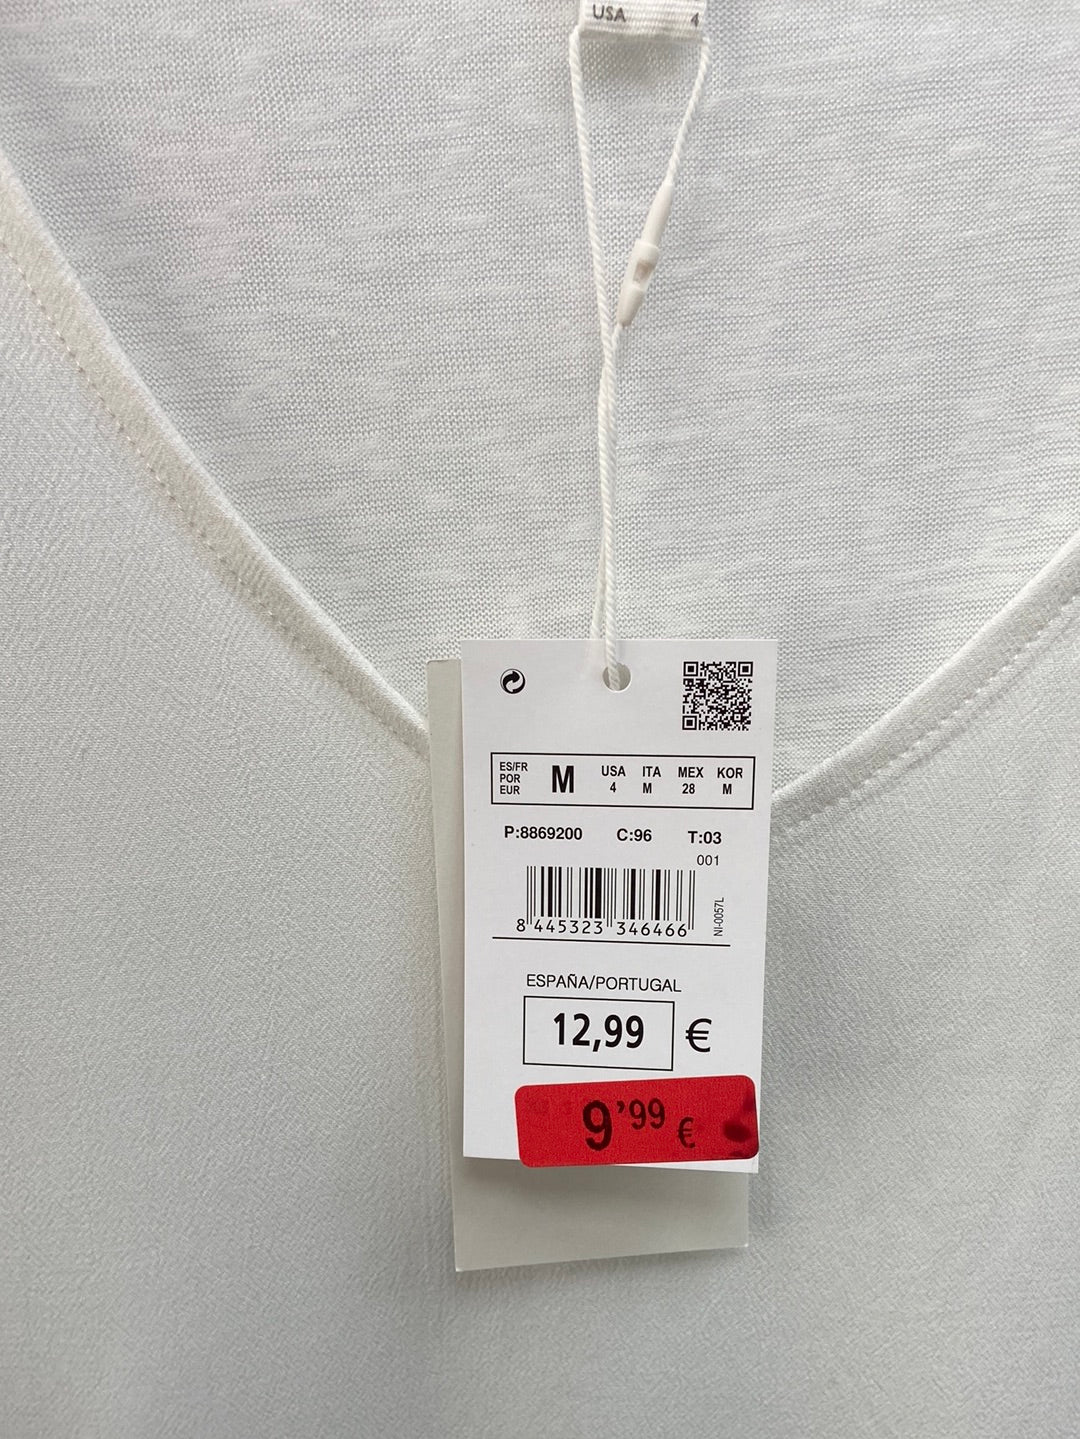 USA 4
ES/FR
POR
EUR
M
USA ITA MEX KOR
4 M 28 M
P:8869200 C:96 T:03
001
8 445323 346466
NI-0057L
ESPAÑA/PORTUGAL
12,99 €
9'99 €